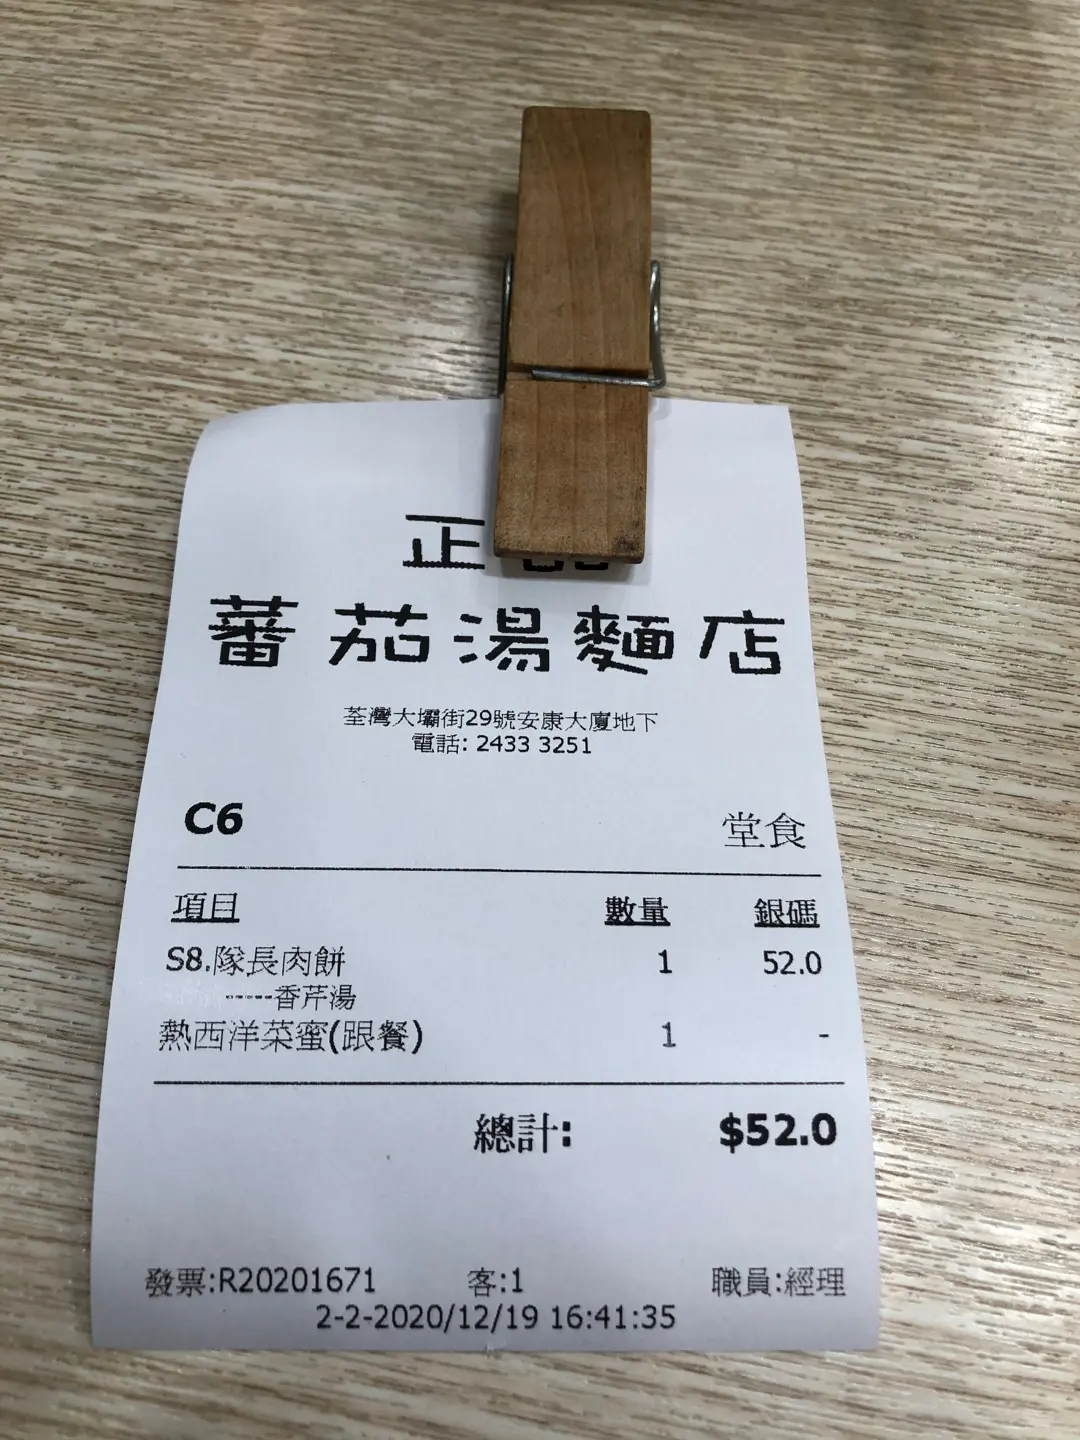 正
蕃茄湯麵店
荃灣大壩街29號安康大廈地下
電話: 2433 3251
C6 堂食
項目 數量 銀碼
S8.隊長肉餅 1 52.0
-----香芹湯
熱西洋菜蜜(跟餐) 1 -
總計: $52.0
發票:R20201671 客:1 職員:經理
2-2-2020/12/19 16:41:35